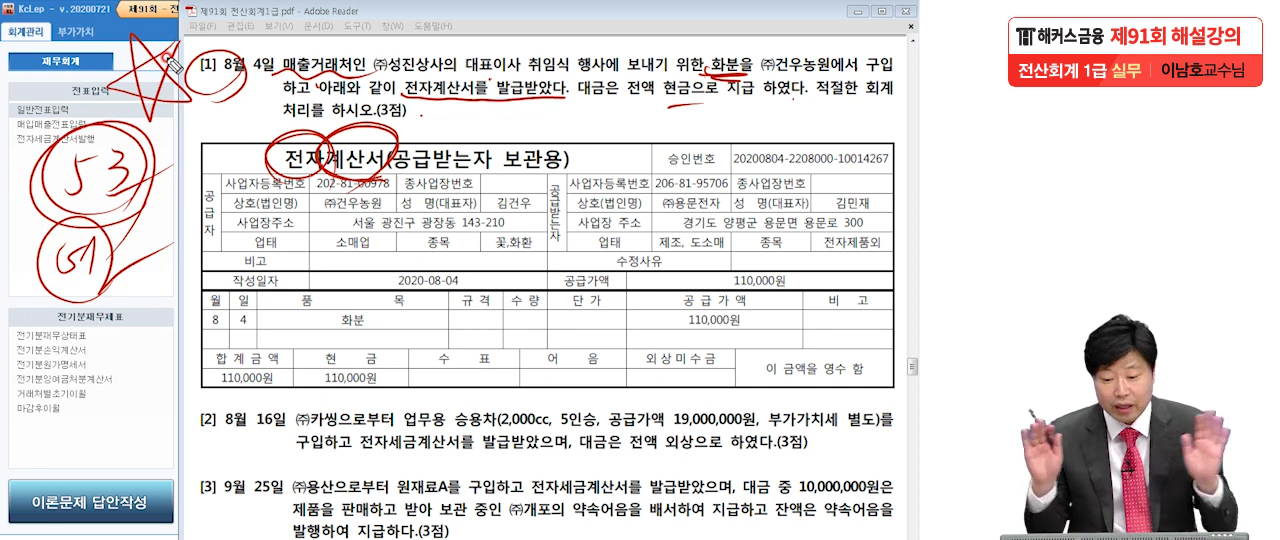 KcLep - v.20200721
제91회 - 전
회계관리
부가가치
재무회계
전표입력
일반전표입력
매입매출전표입력
전자세금계산서발행
53
51
전기분재무제표
전기분재무상태표
전기분손익계산서
전기분원가명세서
전기분잉여금처분계산서
거래처별초기이월
마감후이월
이론문제 답안작성
제91회 전산회계1급.pdf - Adobe Reader
파일(F) 편집(E) 보기(V) 문서(D) 도구(T) 창(W) 도움말(H)
[1] 8월 4일 매출거래처인 ㈜성진상사의 대표이사 취임식 행사에 보내기 위한 화분을 ㈜건우농원에서 구입
하고 아래와 같이 전자계산서를 발급받았다. 대금은 전액 현금으로 지급 하였다. 적절한 회계
처리를 하시오.(3점)
전자계산서(공급받는자 보관용) 승인번호 20200804-2208000-10014267
공급자 사업자등록번호 202-81-00978 종사업장번호 공급받는자 사업자등록번호 206-81-95706 종사업장번호
상호(법인명) ㈜건우농원 성 명(대표자) 김건우 상호(법인명) ㈜용문전자 성 명(대표자) 김민재
사업장주소 서울 광진구 광장동 143-210 사업장 주소 경기도 양평군 용문면 용문로 300
업태 소매업 종목 꽃,화환 업태 제조, 도소매 종목 전자제품외
비고 수정사유
작성일자 2020-08-04 공급가액 110,000원
월 일 품 목 규 격 수 량 단 가 공 급 가 액 비 고
8 4 화분 110,000원
합 계 금 액 현 금 수 표 어 음 외 상 미 수 금 이 금액을 영수 함
110,000원 110,000원
[2] 8월 16일 ㈜카씽으로부터 업무용 승용차(2,000cc, 5인승, 공급가액 19,000,000원, 부가가치세 별도)를
구입하고 전자세금계산서를 발급받았으며, 대금은 전액 외상으로 하였다.(3점)
[3] 9월 25일 ㈜용산으로부터 원재료A를 구입하고 전자세금계산서를 발급받았으며, 대금 중 10,000,000원은
제품을 판매하고 받아 보관 중인 ㈜개포의 약속어음을 배서하여 지급하고 잔액은 약속어음을
발행하여 지급하다.(3점)
해커스금융 제91회 해설강의
전산회계 1급 실무 이남호교수님